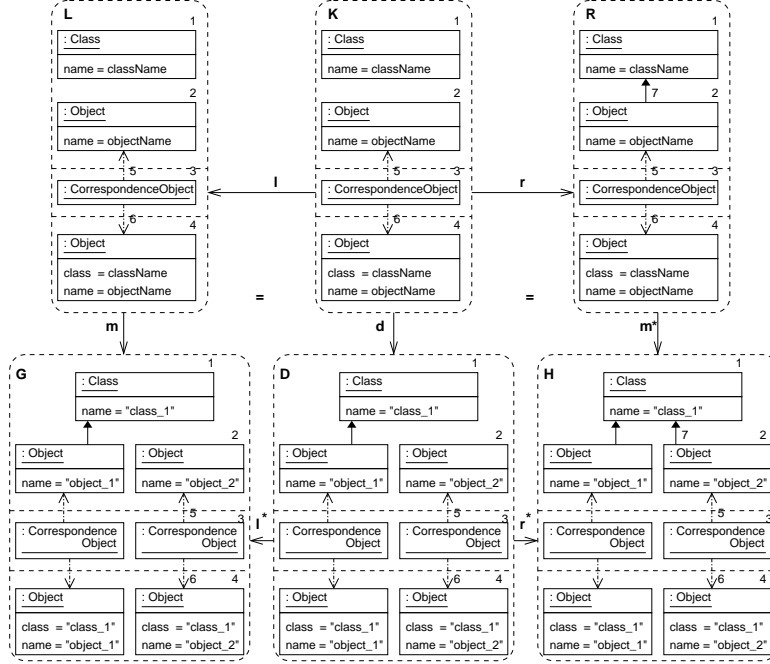 L
K
R
1
1
1
: Class
: Class
: Class
name = className
name = className
name = className
7
2
2
2
: Object
: Object
: Object
name = objectName
name = objectName
name = objectName
5
3
5
3
5
3
: CorrespondenceObject
: CorrespondenceObject
: CorrespondenceObject
l
r
6
6
6
4
4
4
: Object
: Object
: Object
class = className
class = className
class = className
name = objectName
name = objectName
name = objectName
=
=
m
d
m*
G
D
H
1
1
1
: Class
: Class
: Class
name = "class_1"
name = "class_1"
name = "class_1"
2
2
7
2
: Object
: Object
: Object
: Object
: Object
: Object
name = "object_1"
name = "object_2"
name = "object_1"
name = "object_2"
name = "object_1"
name = "object_2"
5
3
5
3
5
3
l*
r*
: Correspondence
: Correspondence
: Correspondence
: Correspondence
: Correspondence
: Correspondence
Object
Object
Object
Object
Object
Object
6
4
6
4
6
4
: Object
: Object
: Object
: Object
: Object
: Object
class = "class_1"
class = "class_1"
class = "class_1"
class = "class_1"
class = "class_1"
class = "class_1"
name = "object_1"
name = "object_2"
name = "object_1"
name = "object_2"
name = "object_1"
name = "object_2"